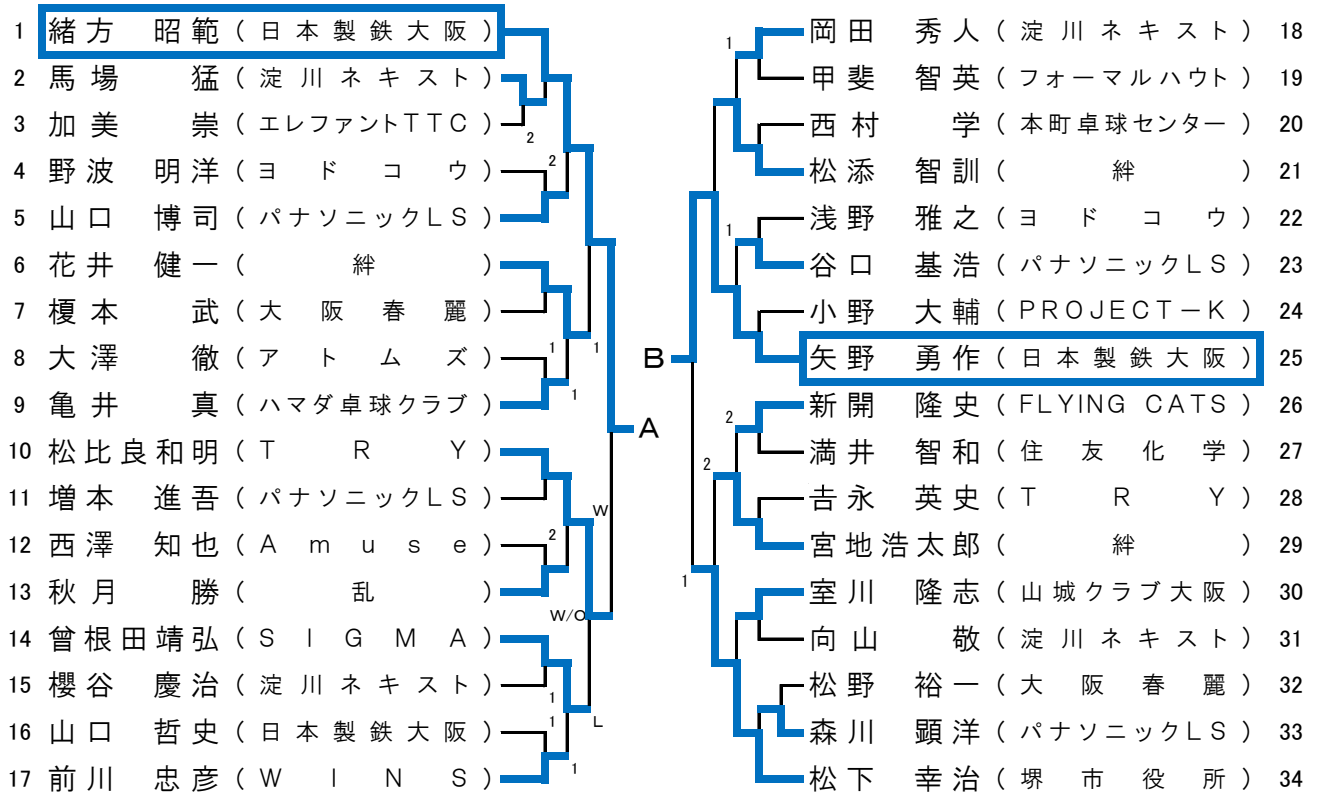 1 緒方 昭範 ( 日本製鉄大阪 )
2 馬場 猛 ( 淀川ネキスト )
3 加美 崇 ( エレファントTTC )
2
4 野波 明洋 ( ヨドコウ )
2
5 山口 博司 ( パナソニックLS )
6 花井 健一 ( 絆 )
7 榎本 武 ( 大阪春麗 )
8 大澤 徹 ( アトムズ )
1
1
9 亀井 真 ( ハマダ卓球クラブ )
1
A
10 松比良和明 ( TRY )
11 増本 進吾 ( パナソニックLS )
W
12 西澤 知也 ( Amuse )
2
13 秋月 勝 ( 乱 )
W/O
14 曾根田靖弘 ( SIGMA )
15 櫻谷 慶治 ( 淀川ネキスト )
1
16 山口 哲史 ( 日本製鉄大阪 )
1
L
17 前川 忠彦 ( WINS )
1
岡田 秀人 ( 淀川ネキスト ) 18
1
甲斐 智英 ( フォーマルハウト ) 19
西村 学 ( 本町卓球センター ) 20
松添 智訓 ( 絆 ) 21
浅野 雅之 ( ヨドコウ ) 22
1
谷口 基浩 ( パナソニックLS ) 23
小野 大輔 ( PROJECT－K ) 24
B
矢野 勇作 ( 日本製鉄大阪 ) 25
新開 隆史 ( FLYING CATS ) 26
2
満井 智和 ( 住友化学 ) 27
2
吉永 英史 ( TRY ) 28
宮地浩太郎 ( 絆 ) 29
1
室川 隆志 ( 山城クラブ大阪 ) 30
向山 敬 ( 淀川ネキスト ) 31
松野 裕一 ( 大阪春麗 ) 32
森川 顕洋 ( パナソニックLS ) 33
松下 幸治 ( 堺市役所 ) 34